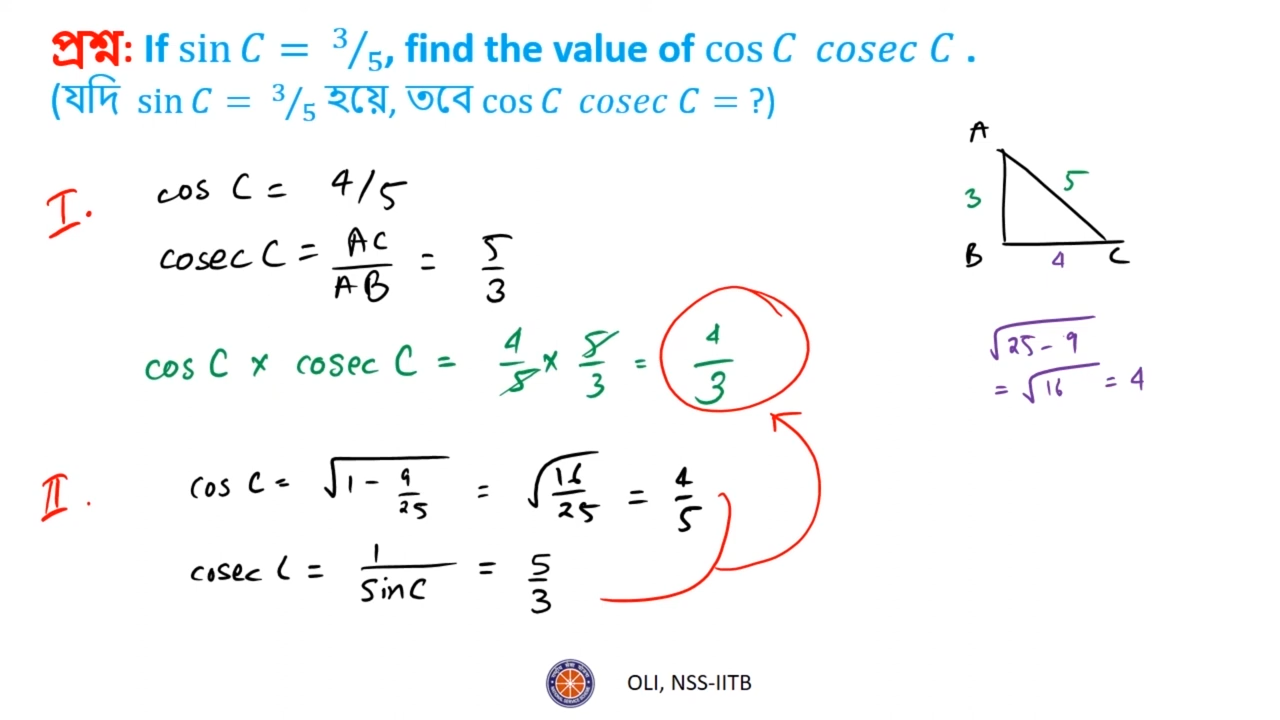 প্রশ্ন: If sin C = 3/5, find the value of cos C cosec C .
(যদি sin C = 3/5 হয়ে, তবে cos C cosec C = ?)
A
3
5
B
4
C
I.
cos C = 4/5
cosec C = AC/AB = 5/3
cos C × cosec C = 4/5 × 5/3 = 4/3
√25 - 9
= √16 = 4
II.
cos C = √1 - 9/25 = √16/25 = 4/5
cosec C = 1/sin C = 5/3
OLI, NSS-IITB